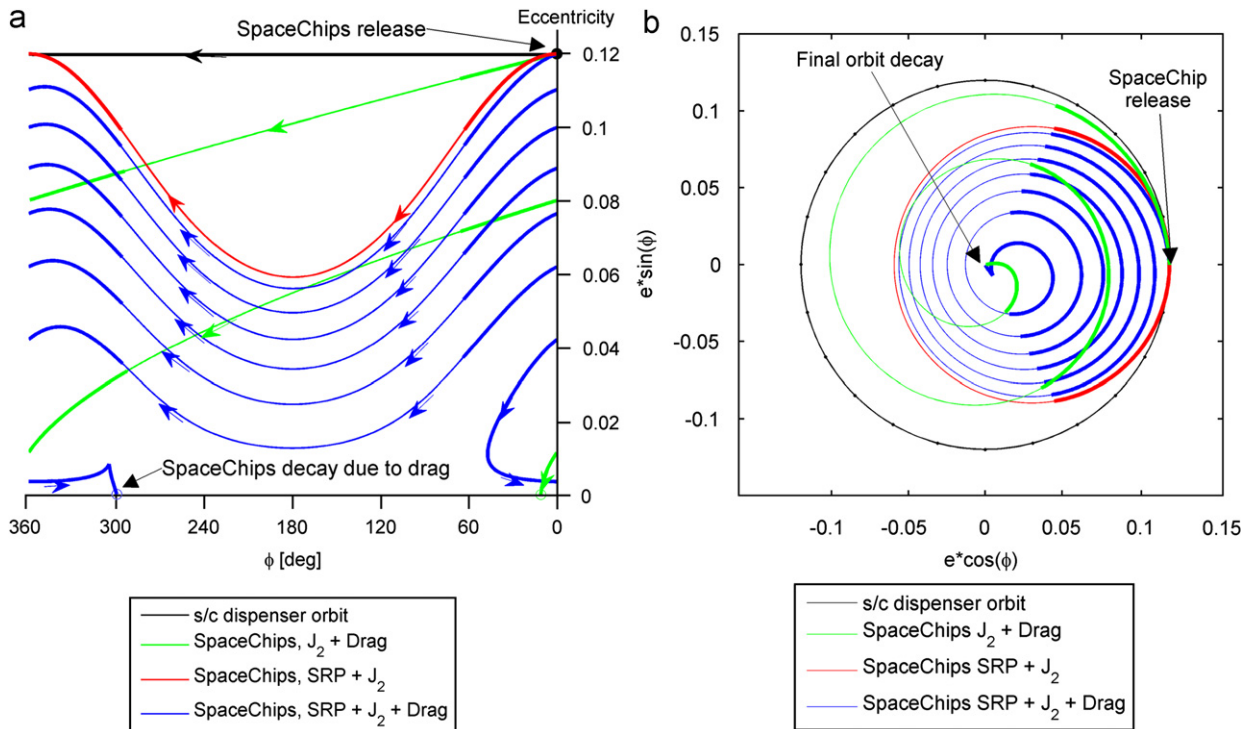 a
SpaceChips release
Eccentricity
0.12
0.1
0.08
0.06
0.04
0.02
0
SpaceChips decay due to drag
360
300
240
180
120
60
0
ϕ [deg]
s/c dispenser orbit
SpaceChips, J₂ + Drag
SpaceChips, SRP + J₂
SpaceChips, SRP + J₂ + Drag
b
0.15
0.1
0.05
0
-0.05
-0.1
e*sin(ϕ)
Final orbit decay
SpaceChip
release
-0.1
-0.05
0
0.05
0.1
0.15
e*cos(ϕ)
s/c dispenser orbit
SpaceChips J₂ + Drag
SpaceChips SRP + J₂
SpaceChips SRP + J₂ + Drag